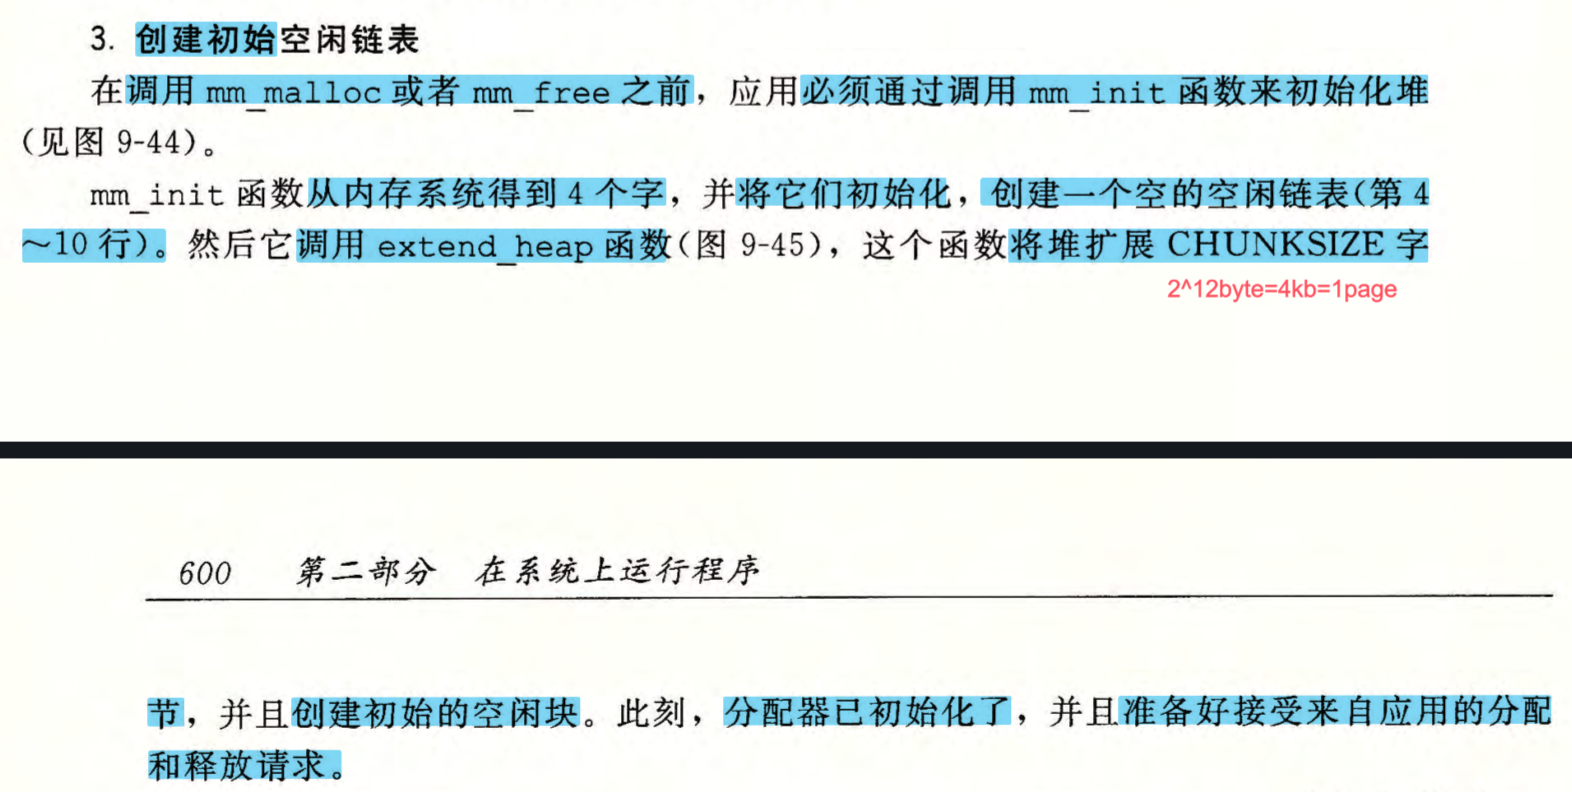 3. 创建初始空闲链表
在调用 mm_malloc 或者 mm_free 之前，应用必须通过调用 mm_init 函数来初始化堆
（见图 9-44）。
mm_init 函数从内存系统得到 4 个字，并将它们初始化，创建一个空的空闲链表（第 4
～10 行）。然后它调用 extend_heap 函数（图 9-45），这个函数将堆扩展 CHUNKSIZE 字
2^12byte=4kb=1page
600 第二部分 在系统上运行程序
节，并且创建初始的空闲块。此刻，分配器已初始化了，并且准备好接受来自应用的分配
和释放请求。